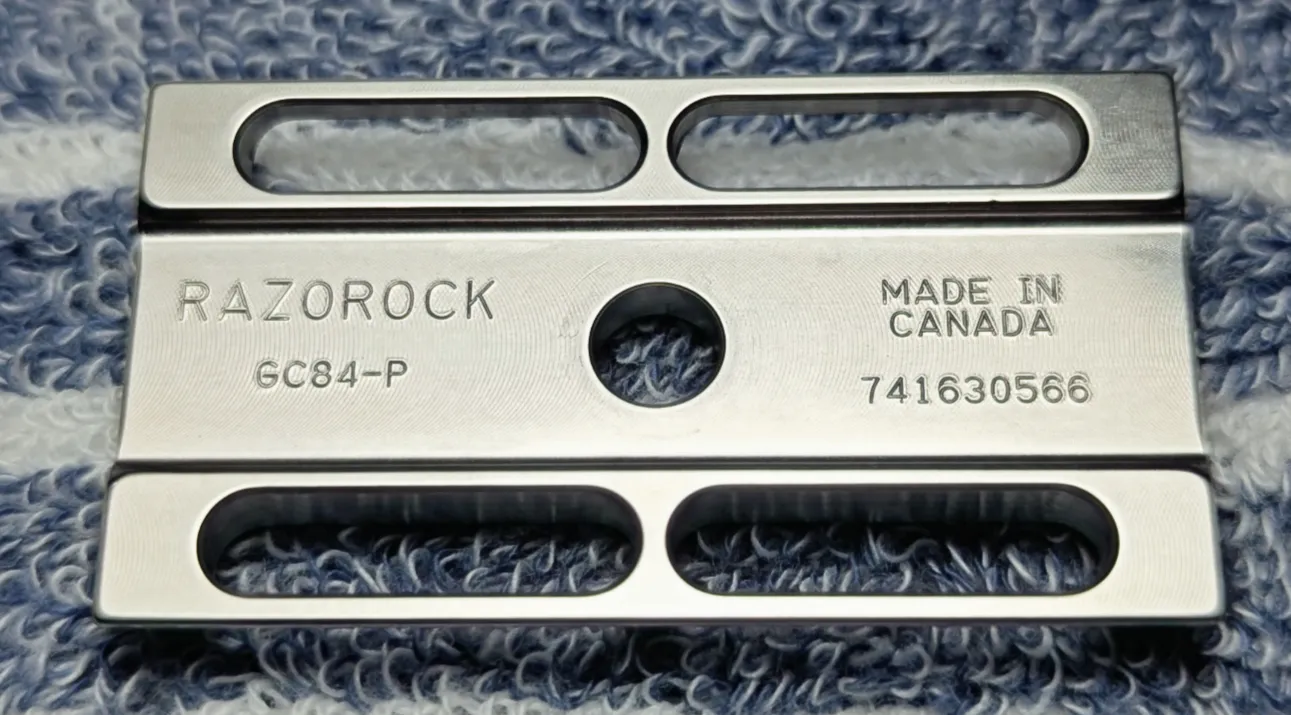 RAZOROCK
GC84-P
MADE IN
CANADA
741630566